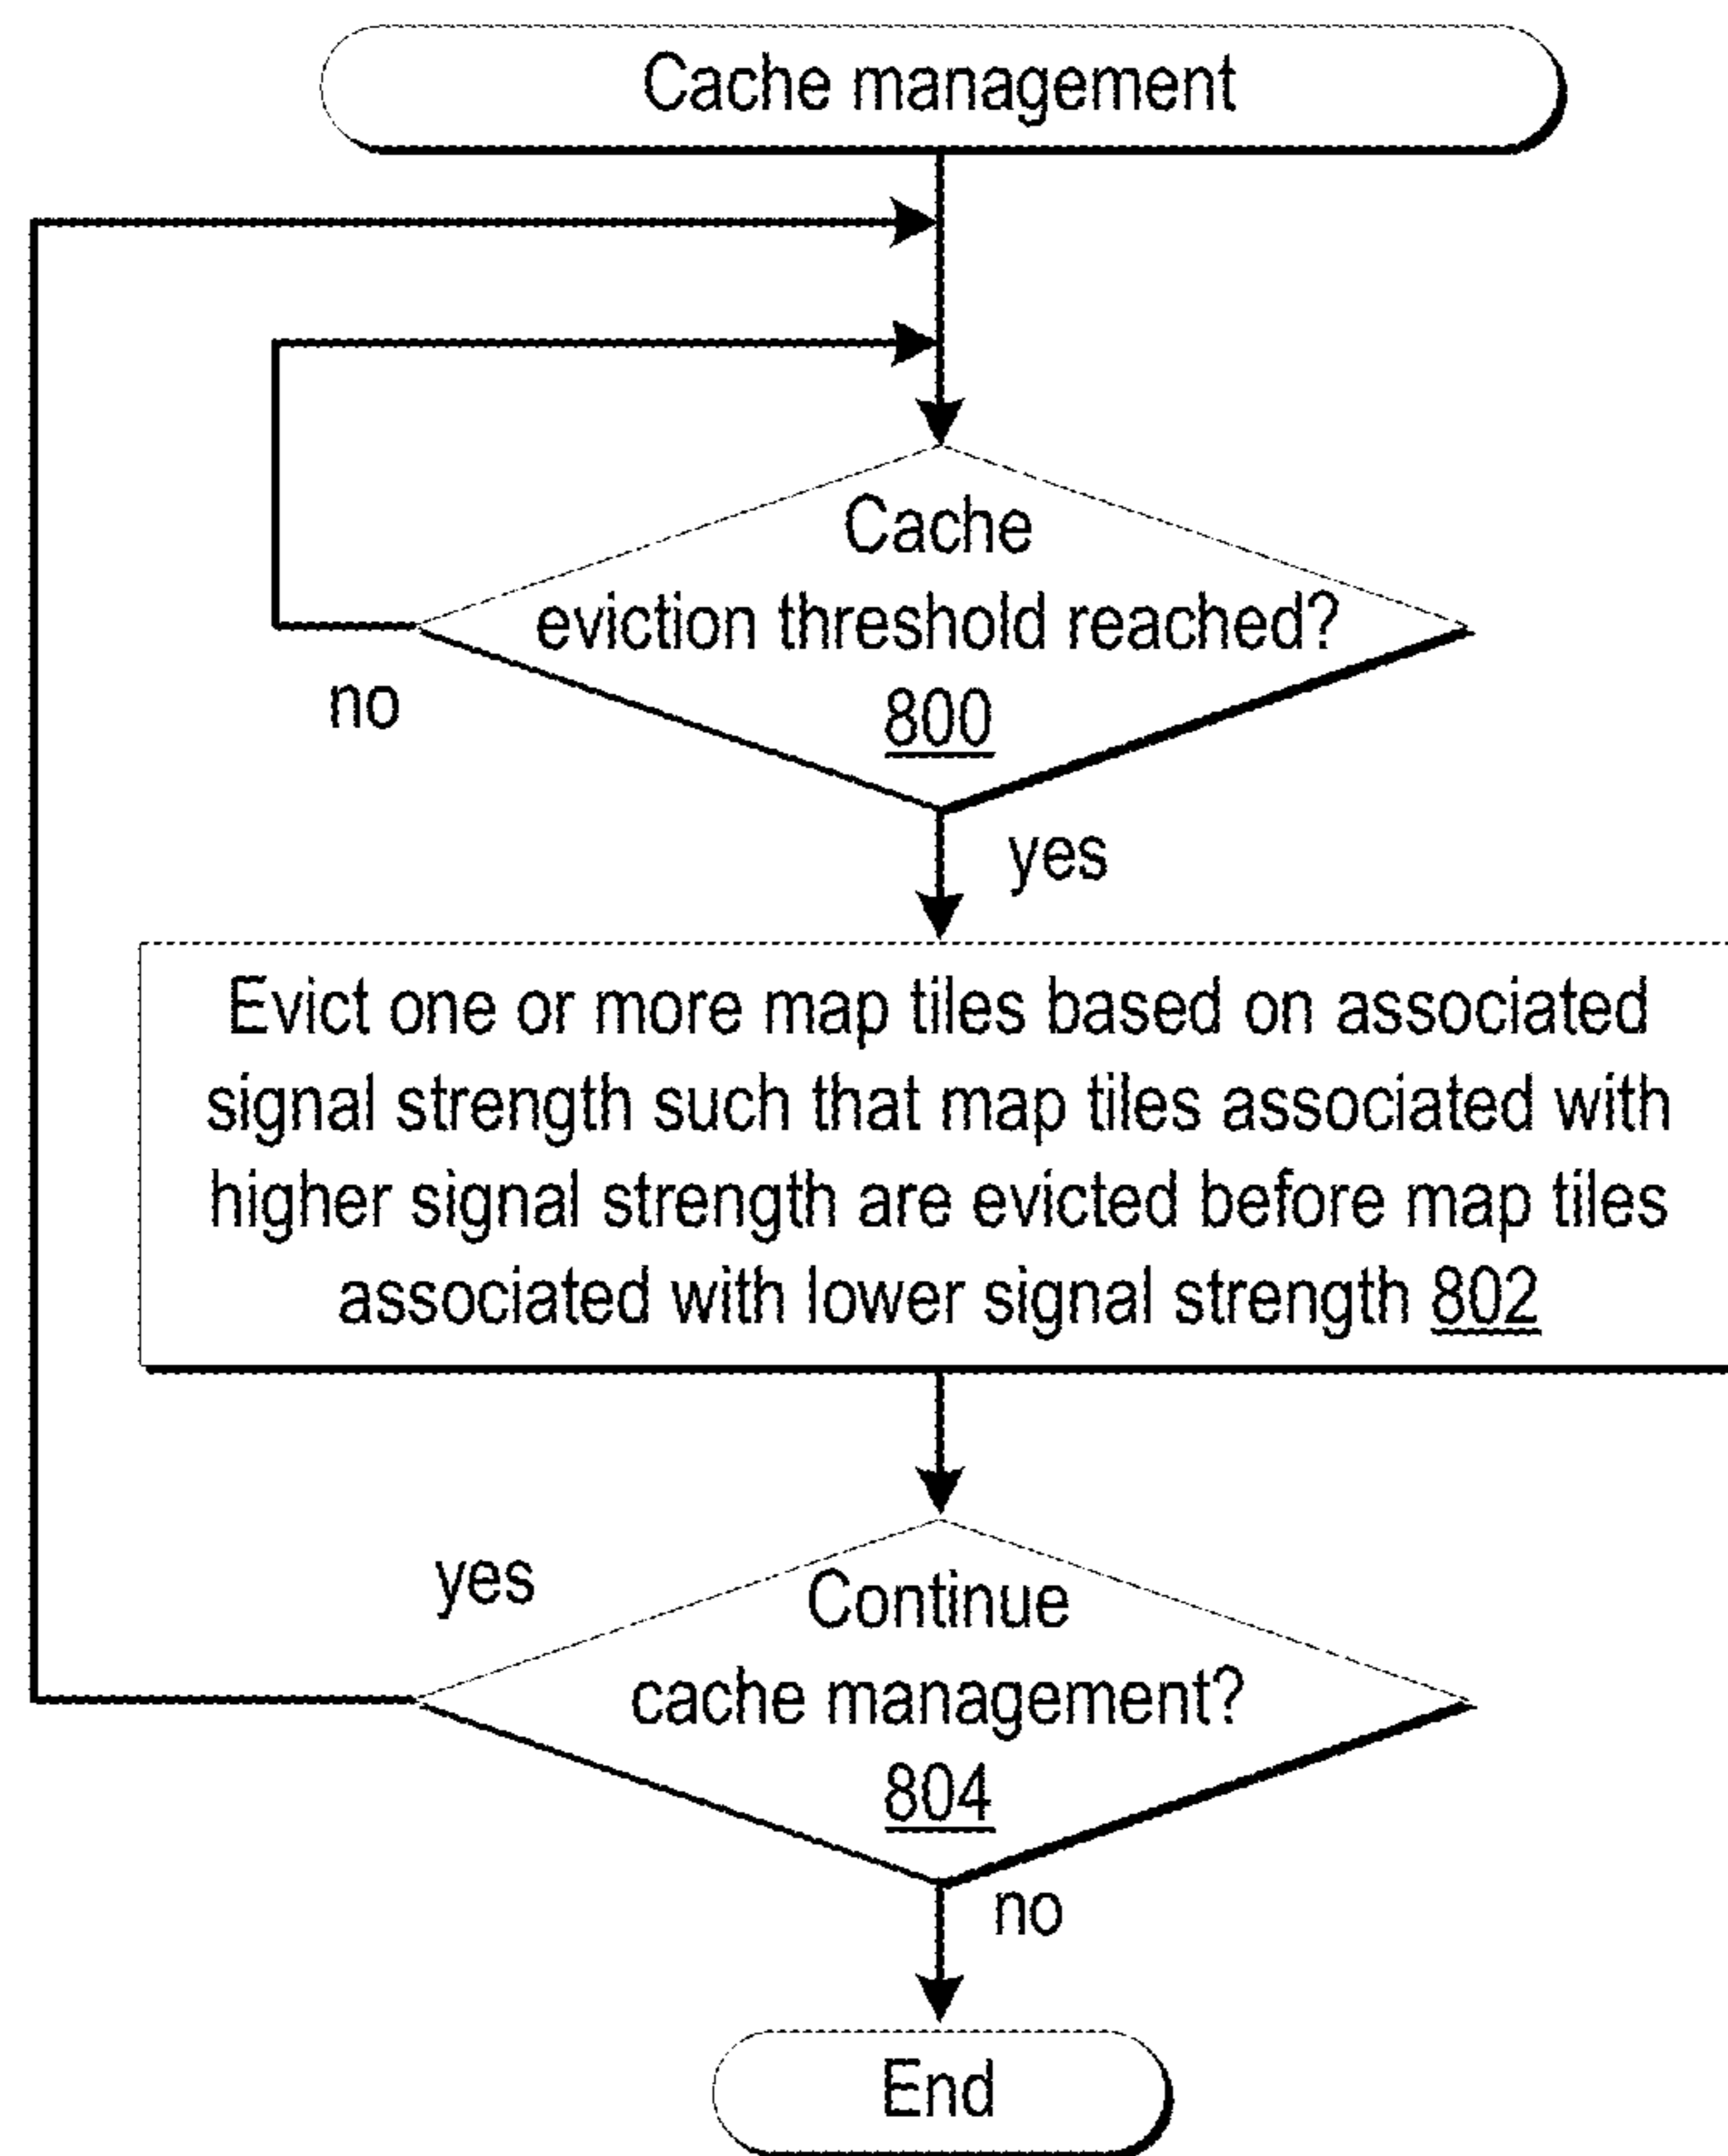 Cache management
Cache
eviction threshold reached?
800
no
yes
Evict one or more map tiles based on associated
signal strength such that map tiles associated with
higher signal strength are evicted before map tiles
associated with lower signal strength 802
yes
Continue
cache management?
804
no
End